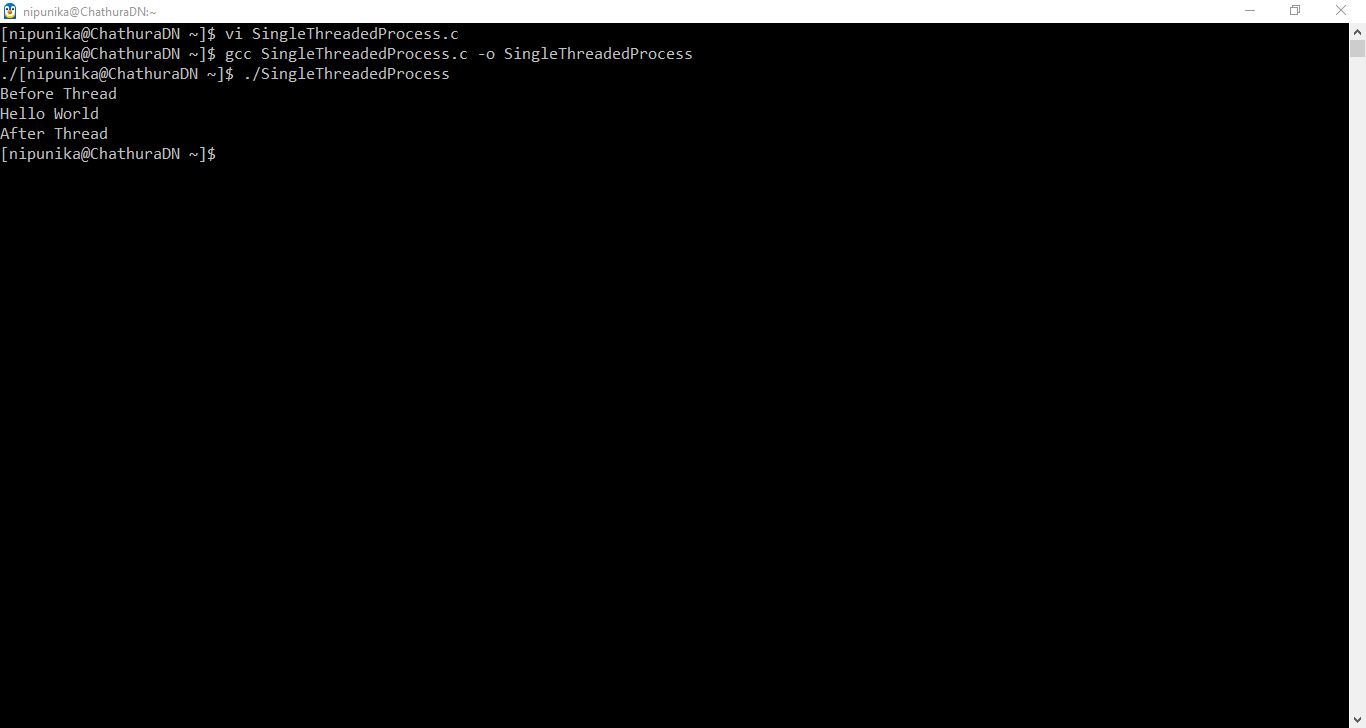 nipunika@ChathuraDN:~
[nipunika@ChathuraDN ~]$ vi SingleThreadedProcess.c
[nipunika@ChathuraDN ~]$ gcc SingleThreadedProcess.c -o SingleThreadedProcess
./[nipunika@ChathuraDN ~]$ ./SingleThreadedProcess
Before Thread
Hello World
After Thread
[nipunika@ChathuraDN ~]$